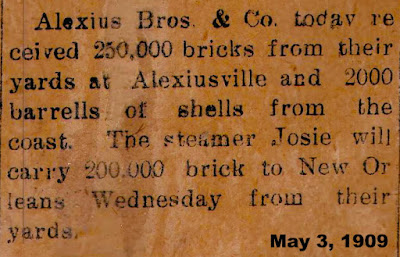 Alexius Bros. & Co. today re
ceived 250,000 bricks from their
yards at Alexiusville and 2000
barrells of shells from the
coast. The steamer Josie will
carry 200.000 brick to New Or
leans Wednesday from their
yards.
May 3, 1909